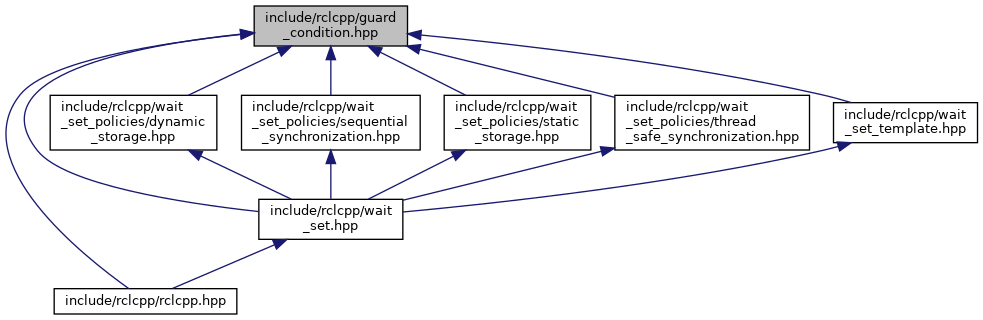 include/rclcpp/guard
_condition.hpp
include/rclcpp/wait
_set_policies/dynamic
_storage.hpp
include/rclcpp/wait
_set_policies/sequential
_synchronization.hpp
include/rclcpp/wait
_set_policies/static
_storage.hpp
include/rclcpp/wait
_set_policies/thread
_safe_synchronization.hpp
include/rclcpp/wait
_set_template.hpp
include/rclcpp/wait
_set.hpp
include/rclcpp/rclcpp.hpp